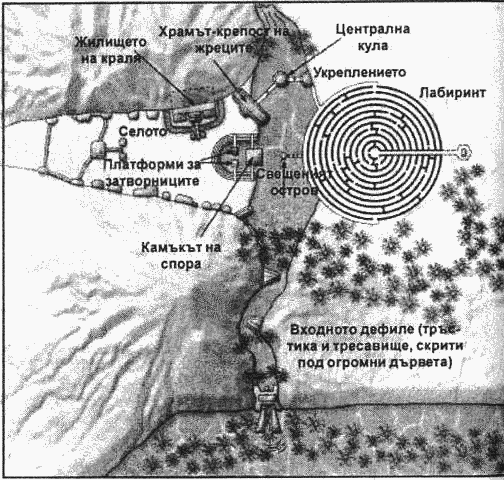 Храмът-крепост на
жреците
Жилището
на краля
Централна
кула
Укреплението
Лабиринт
Селото
Платформи за
затворниците
Свещеният
остров
Камъкът на
спора
Входното дефиле (тръс-
тика и тресавище, скрити
под огромни дървета)